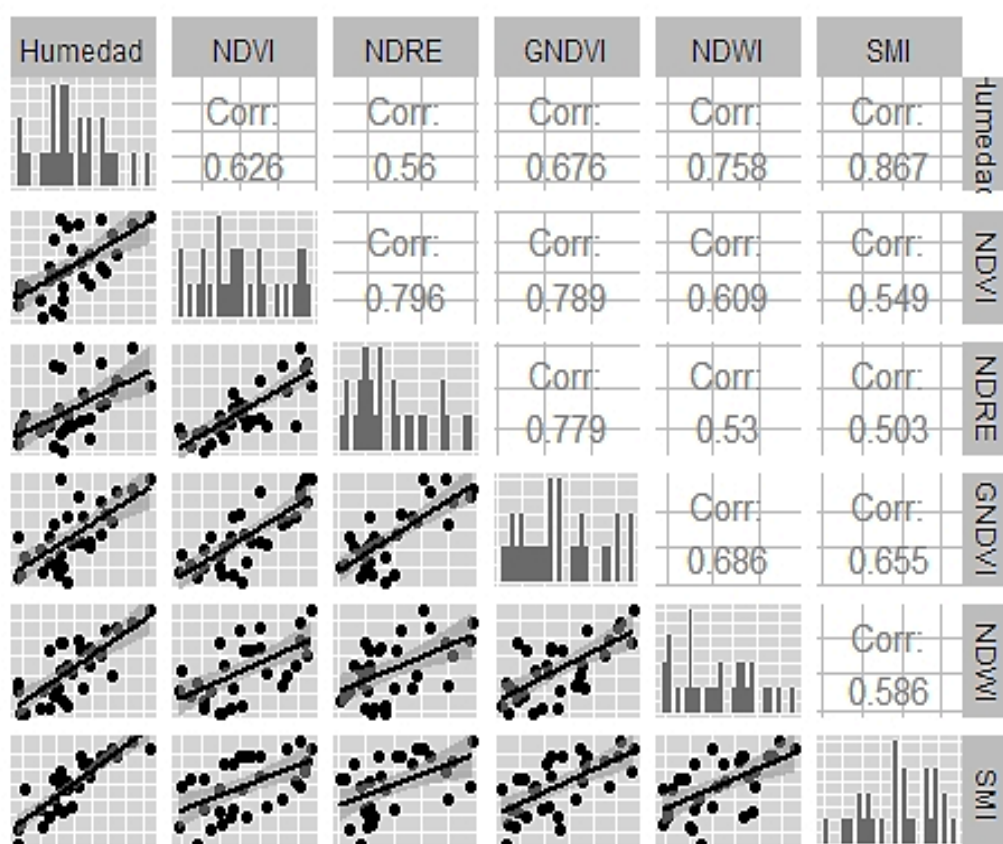 Humedad NDVI NDRE GNDVI NDWI SMI
Corr: Corr: Corr: Corr: Corr:
0.626 0.56 0.676 0.758 0.867
Humedad
Corr: Corr: Corr: Corr:
0.796 0.789 0.609 0.549
NDVI
Corr: Corr: Corr:
0.779 0.53 0.503
NDRE
Corr: Corr:
0.686 0.655
GNDVI
Corr:
0.586
NDWI
SMI